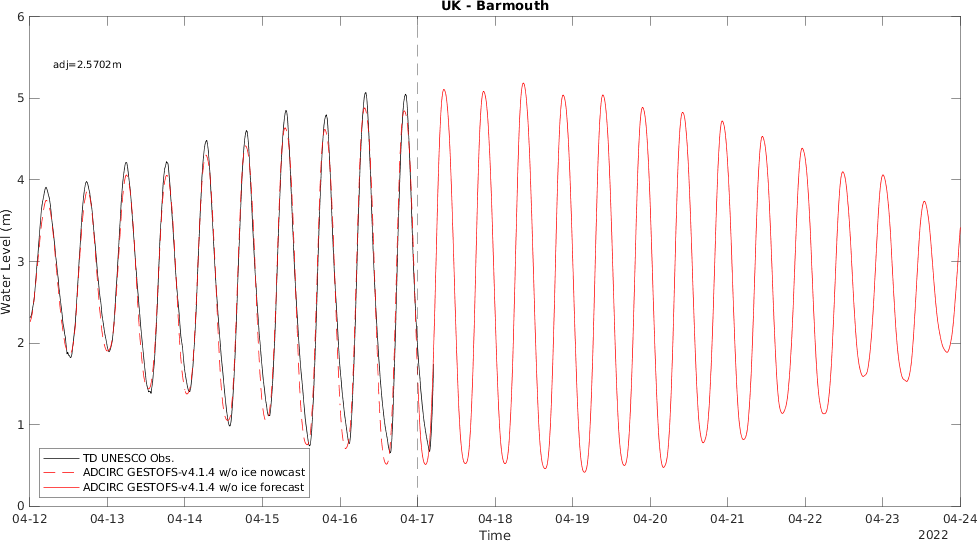 UK - Barmouth
6
adj=2.5702m
5
4
3
2
1
0
Water Level (m)
TD UNESCO Obs.
ADCIRC GESTOFS-v4.1.4 w/o ice nowcast
ADCIRC GESTOFS-v4.1.4 w/o ice forecast
04-12 04-13 04-14 04-15 04-16 04-17 04-18 04-19 04-20 04-21 04-22 04-23 04-24
Time
2022